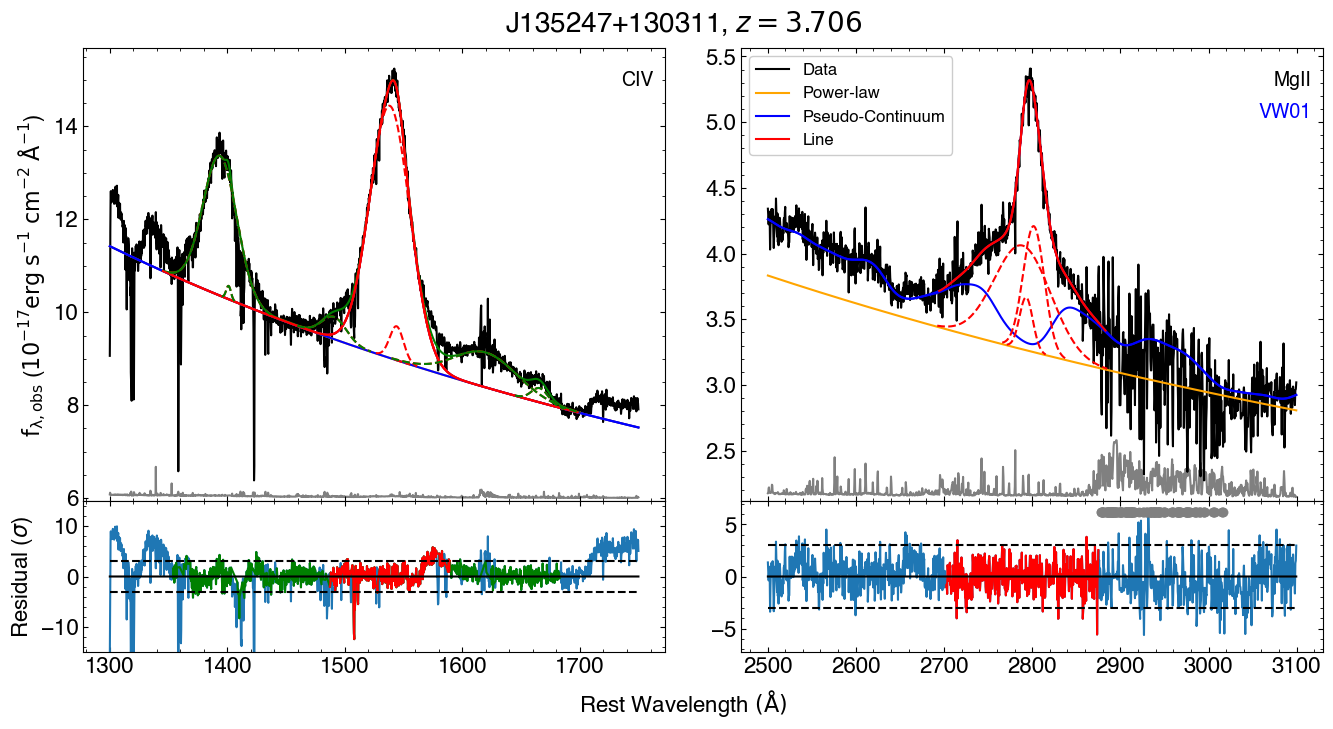 J135247+130311, z = 3.706
CIV
f_λ,obs (10⁻¹⁷erg s⁻¹ cm⁻² Å⁻¹)
14
12
10
8
6
Data
Power-law
Pseudo-Continuum
Line
MgII
VW01
5.5
5.0
4.5
4.0
3.5
3.0
2.5
Residual (σ)
10
0
−10
1300 1400 1500 1600 1700
5
0
−5
2500 2600 2700 2800 2900 3000 3100
Rest Wavelength (Å)